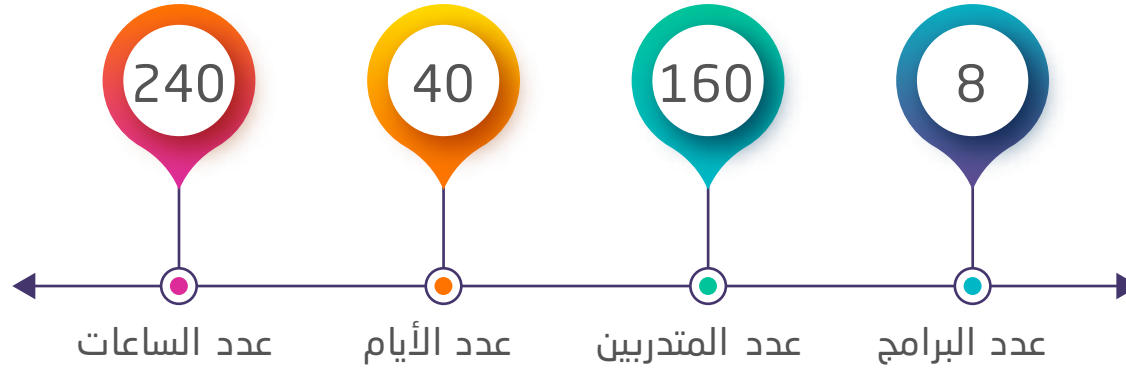 8
160
40
240
عدد البرامج
عدد المتدربين
عدد الأيام
عدد الساعات